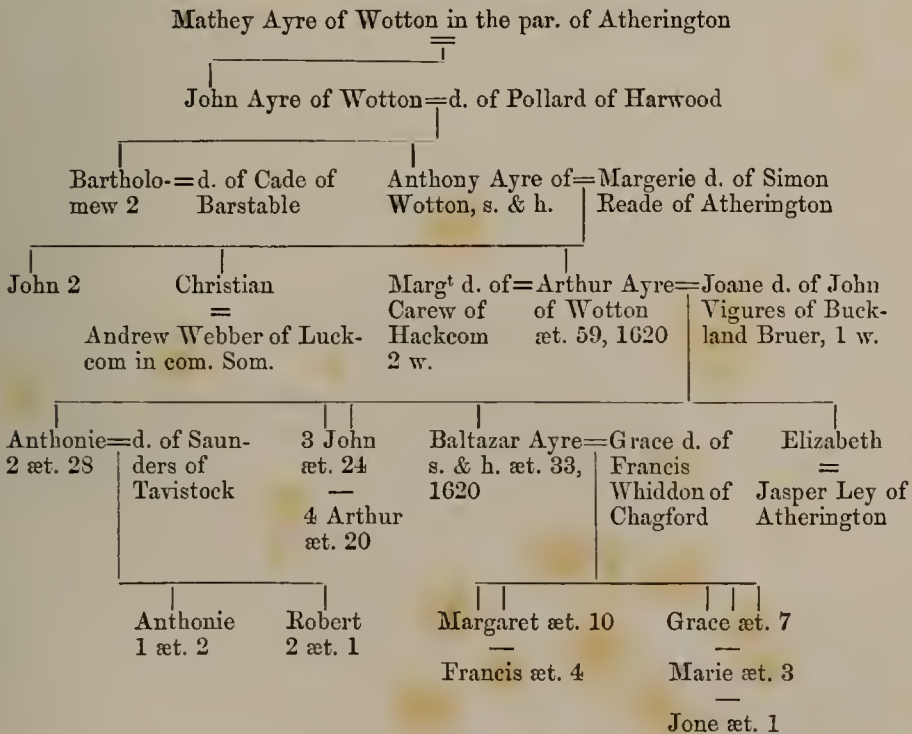 Mathey Ayre of Wotton in the par. of Atherington
=
John Ayre of Wotton=d. of Pollard of Harwood
Bartholo-=d. of Cade of
mew 2 Barstable
Anthony Ayre of=Margerie d. of Simon
Wotton, s. & h. Reade of Atherington
John 2
Christian
=
Andrew Webber of Luck-
com in com. Som.
Margᵗ d. of=Arthur Ayre=Joane d. of John
Carew of of Wotton Vigures of Buck-
Hackcom æt. 59, 1620 land Bruer, 1 w.
2 w.
Anthonie=d. of Saun-
2 æt. 28 ders of
Tavistock
3 John
æt. 24
—
4 Arthur
æt. 20
Baltazar Ayre=Grace d. of
s. & h. æt. 33, Francis
1620 Whiddon of
Chagford
Elizabeth
=
Jasper Ley of
Atherington
Anthonie
1 æt. 2
Robert
2 æt. 1
Margaret æt. 10
—
Francis æt. 4
Grace æt. 7
—
Marie æt. 3
—
Jone æt. 1